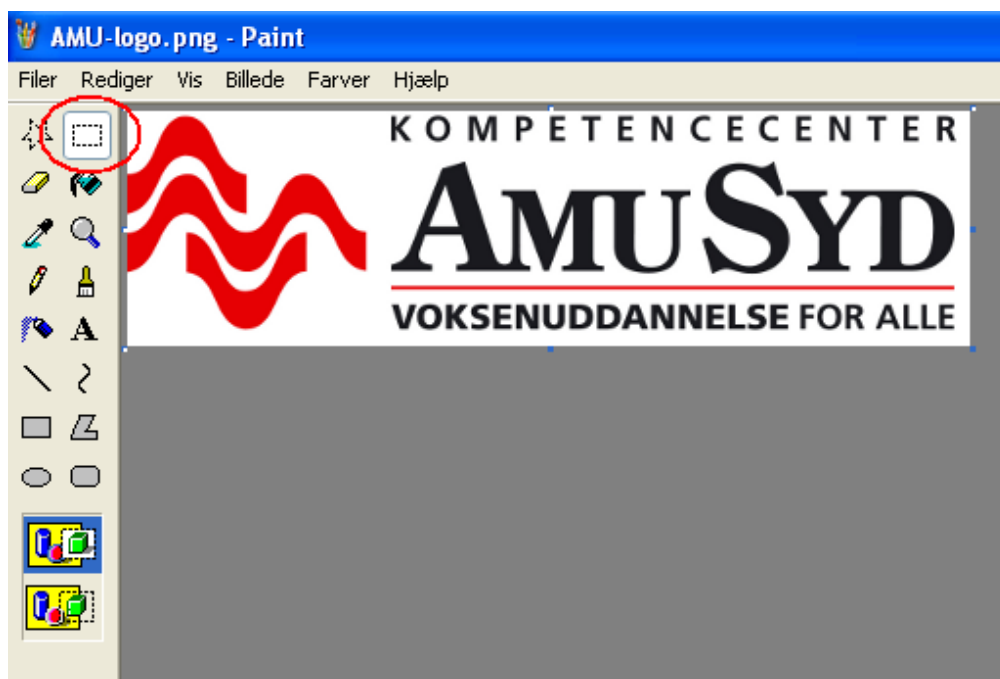 AMU-logo.png - Paint
Filer Rediger Vis Billede Farver Hjælp
KOMPETENCECENTER
AMUSYD
VOKSENUDDANNELSE FOR ALLE
A